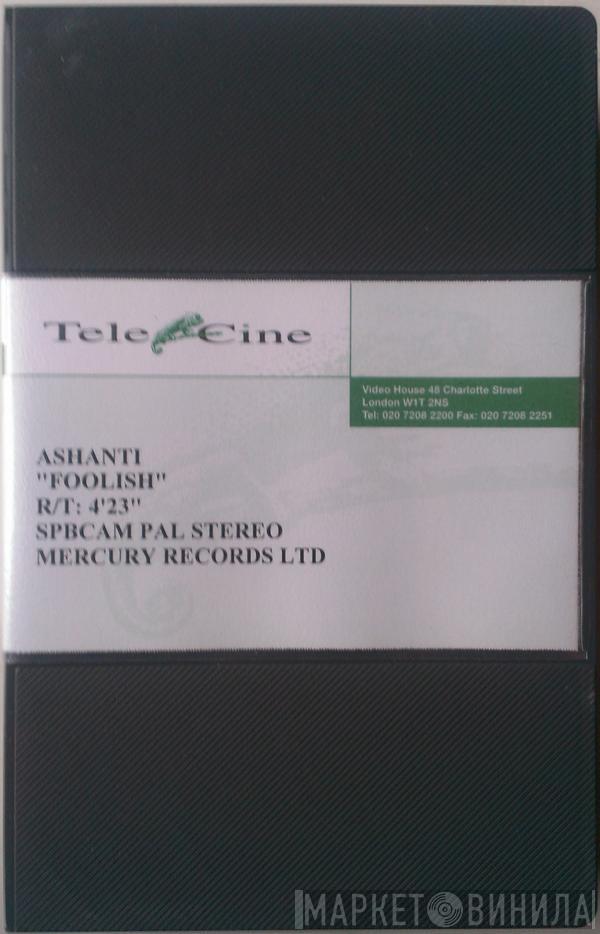 Tele Cine
Video House 48 Charlotte Street
London W1T 2NS
Tel: 020 7208 2200 Fax: 020 7208 2251
ASHANTI
"FOOLISH"
R/T: 4'23"
SPBCAM PAL STEREO
MERCURY RECORDS LTD
МАРКЕТ ВИНИЛА